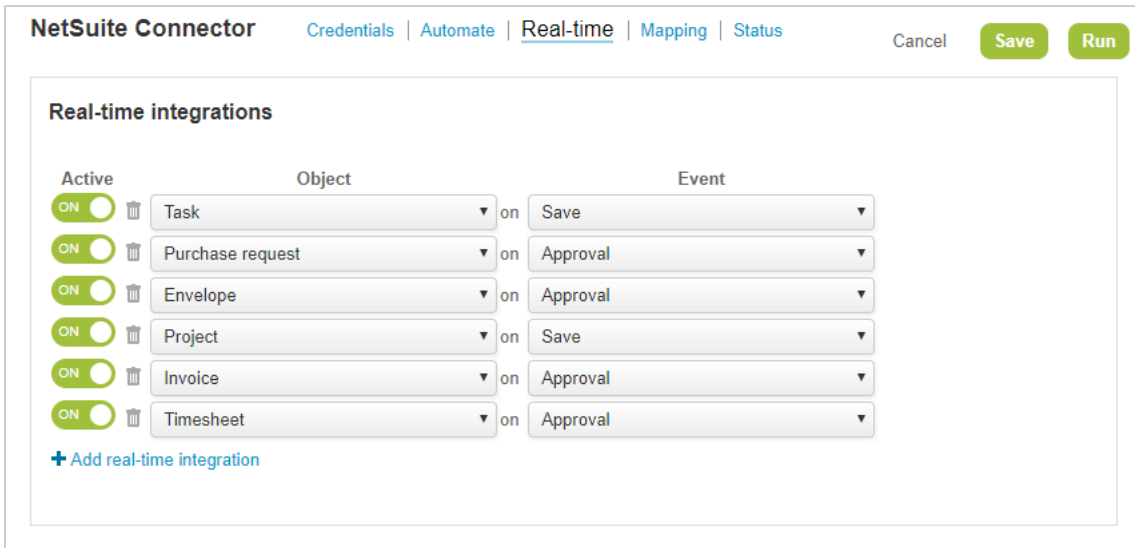 NetSuite Connector Credentials | Automate | Real-time | Mapping | Status Cancel Save Run
Real-time integrations
Active Object Event
ON Task on Save
ON Purchase request on Approval
ON Envelope on Approval
ON Project on Save
ON Invoice on Approval
ON Timesheet on Approval
+ Add real-time integration